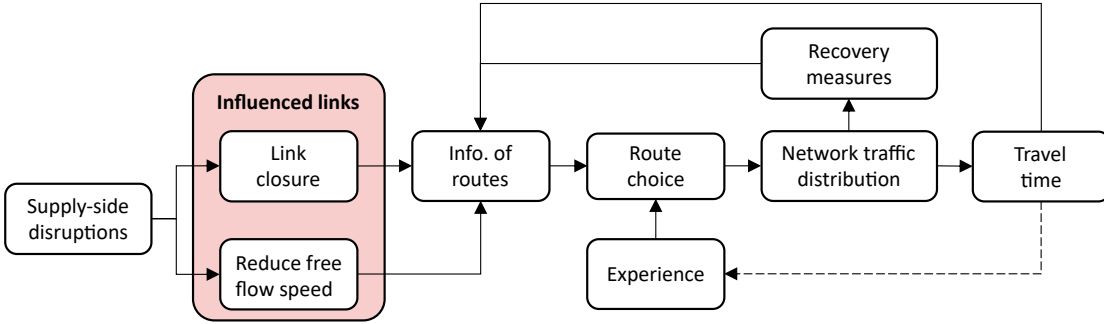 Supply-side
disruptions
Influenced links
Link
closure
Reduce free
flow speed
Info. of
routes
Route
choice
Experience
Recovery
measures
Network traffic
distribution
Travel
time